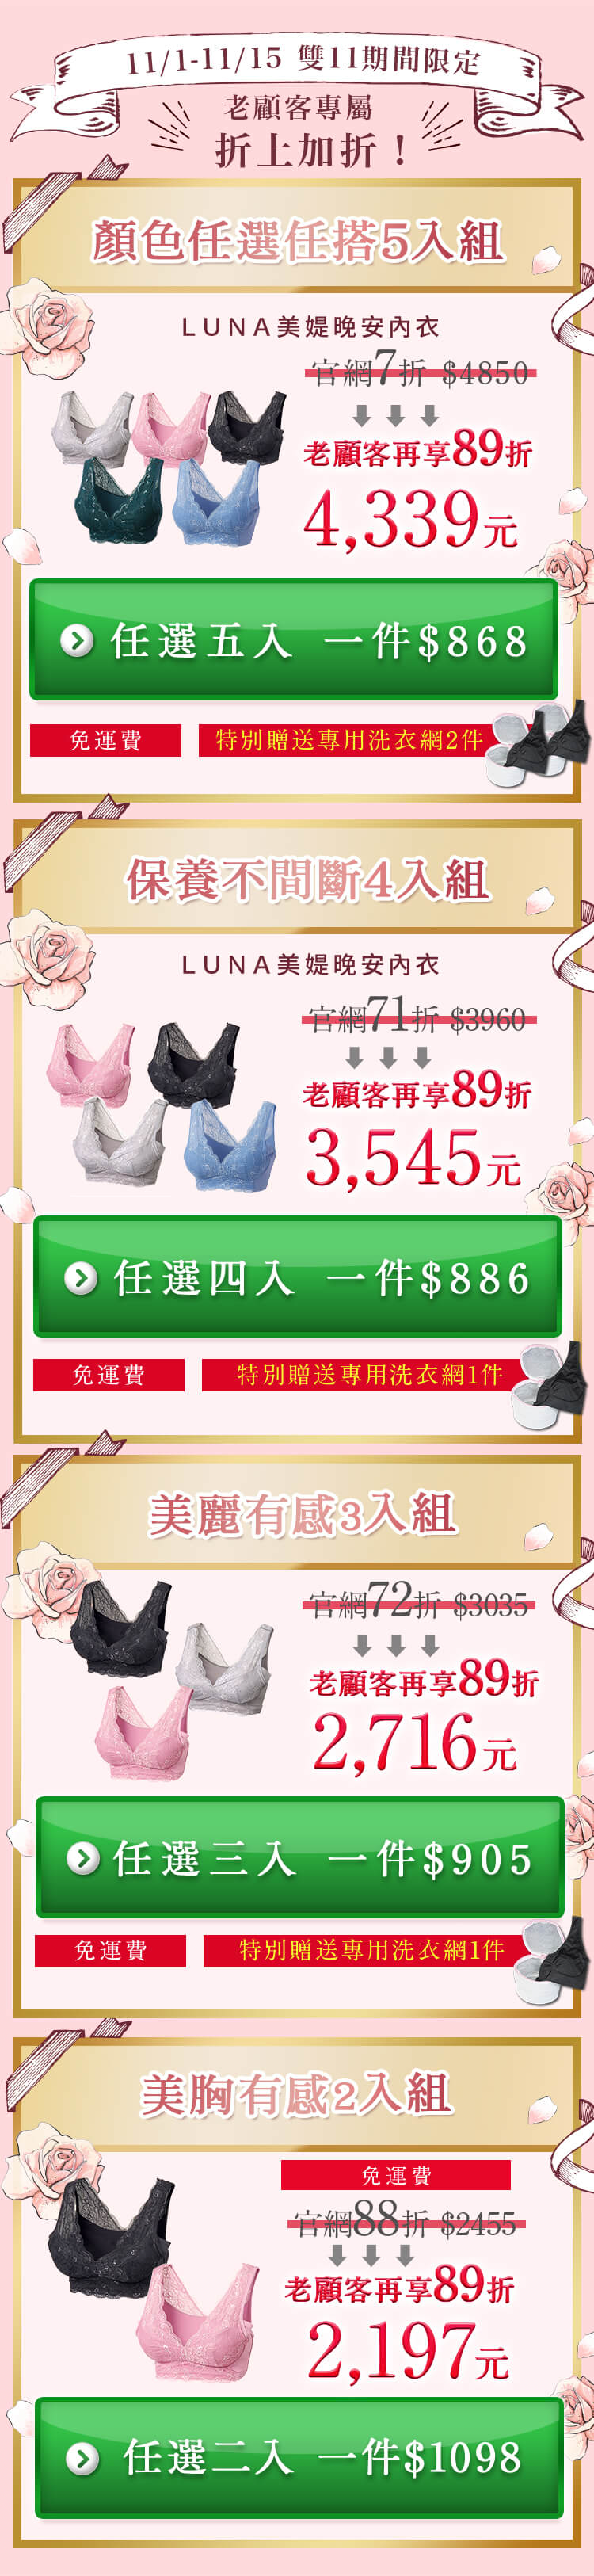 11/1-11/15 雙11期間限定
老顧客專屬
折上加折！
顏色任選任搭5入組
LUNA美媞晚安內衣
官網7折 $4850
老顧客再享89折
4,339元
任選五入 一件$868
免運費 特別贈送專用洗衣網2件
保養不間斷4入組
LUNA美媞晚安內衣
官網71折 $3960
老顧客再享89折
3,545元
任選四入 一件$886
免運費 特別贈送專用洗衣網1件
美麗有感3入組
官網72折 $3035
老顧客再享89折
2,716元
任選三入 一件$905
免運費 特別贈送專用洗衣網1件
美胸有感2入組
免運費
官網88折 $2455
老顧客再享89折
2,197元
任選二入 一件$1098